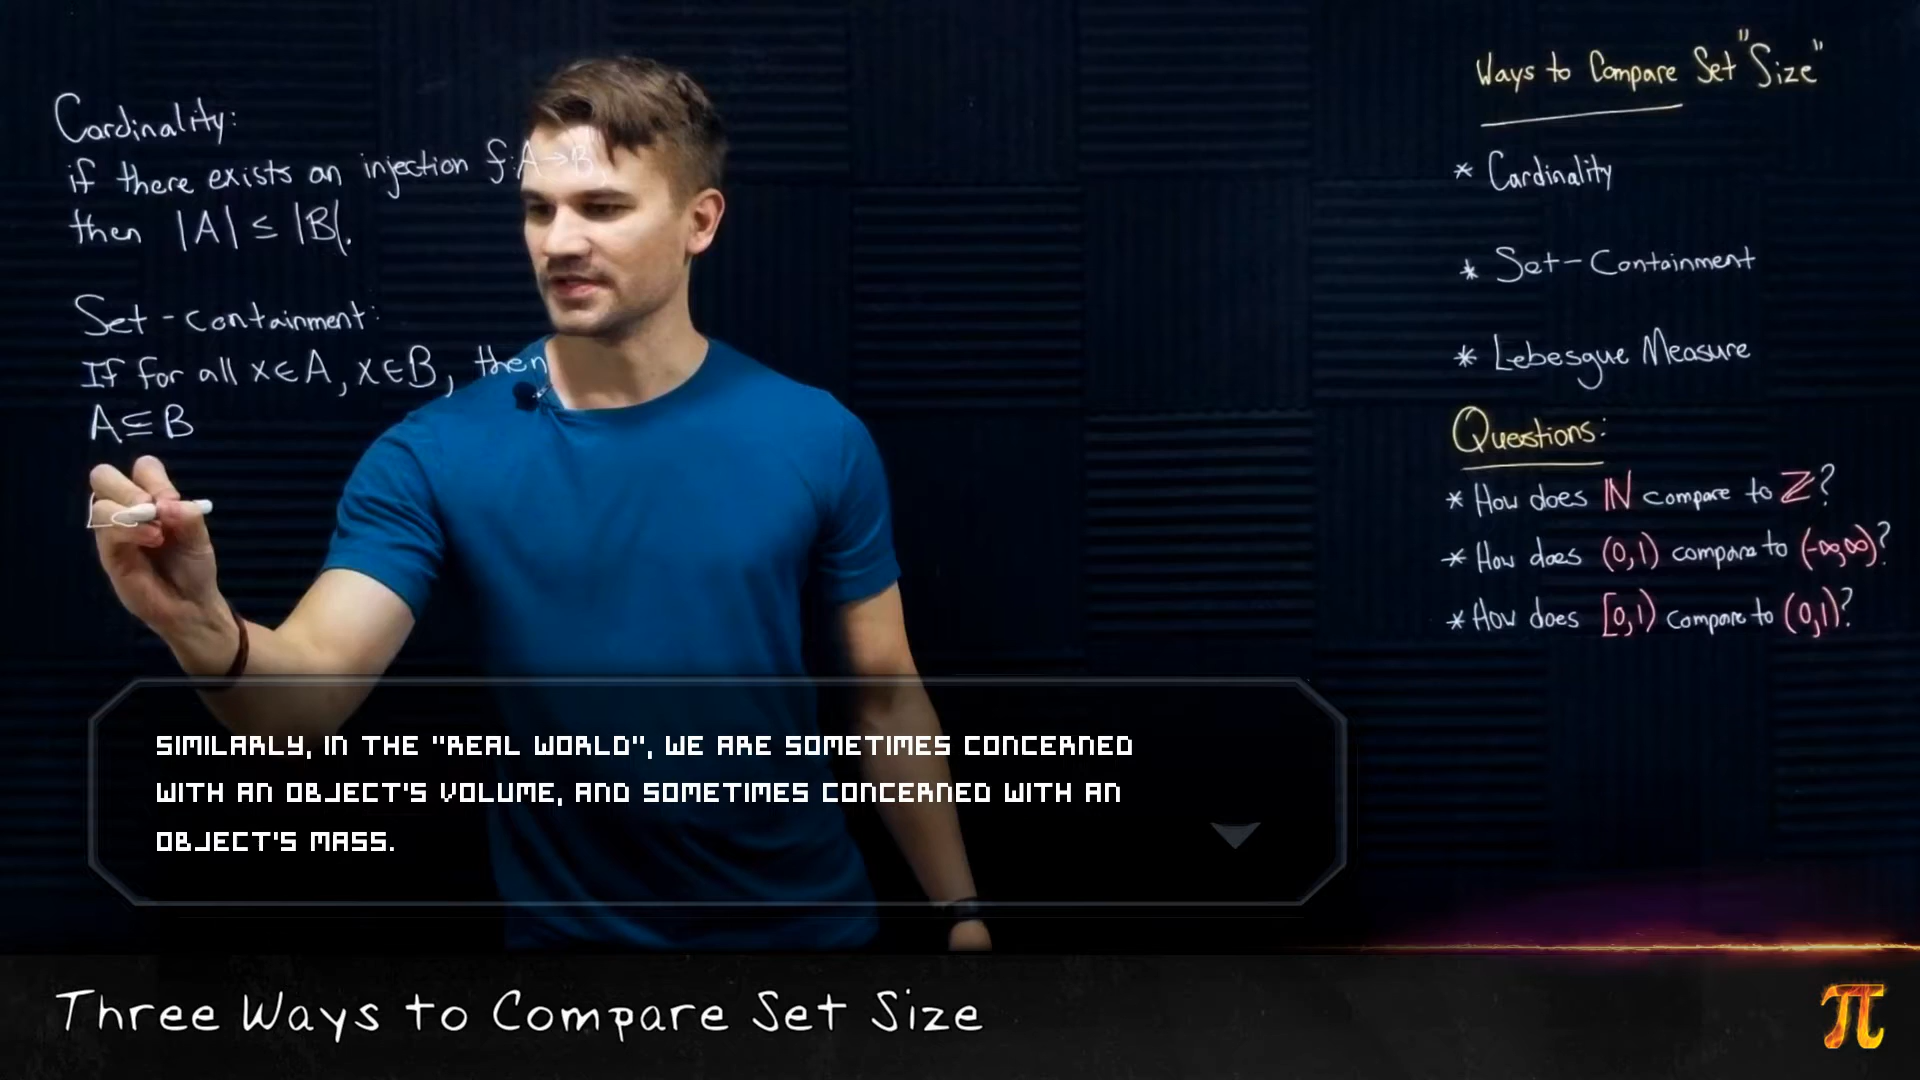 Cardinality:
if there exists an injection f:A→B,
then |A| ≤ |B|.
Set-containment:
If for all x∈A, x∈B, then
A⊆B
Le
Ways to Compare Set "Size"
* Cardinality
* Set-Containment
* Lebesgue Measure
Questions:
* How does ℕ compare to ℤ?
* How does (0,1) compare to (-∞,∞)?
* How does [0,1) compare to (0,1)?
SIMILARLY, IN THE "REAL WORLD", WE ARE SOMETIMES CONCERNED
WITH AN OBJECT'S VOLUME, AND SOMETIMES CONCERNED WITH AN
OBJECT'S MASS.
Three Ways to Compare Set Size
π